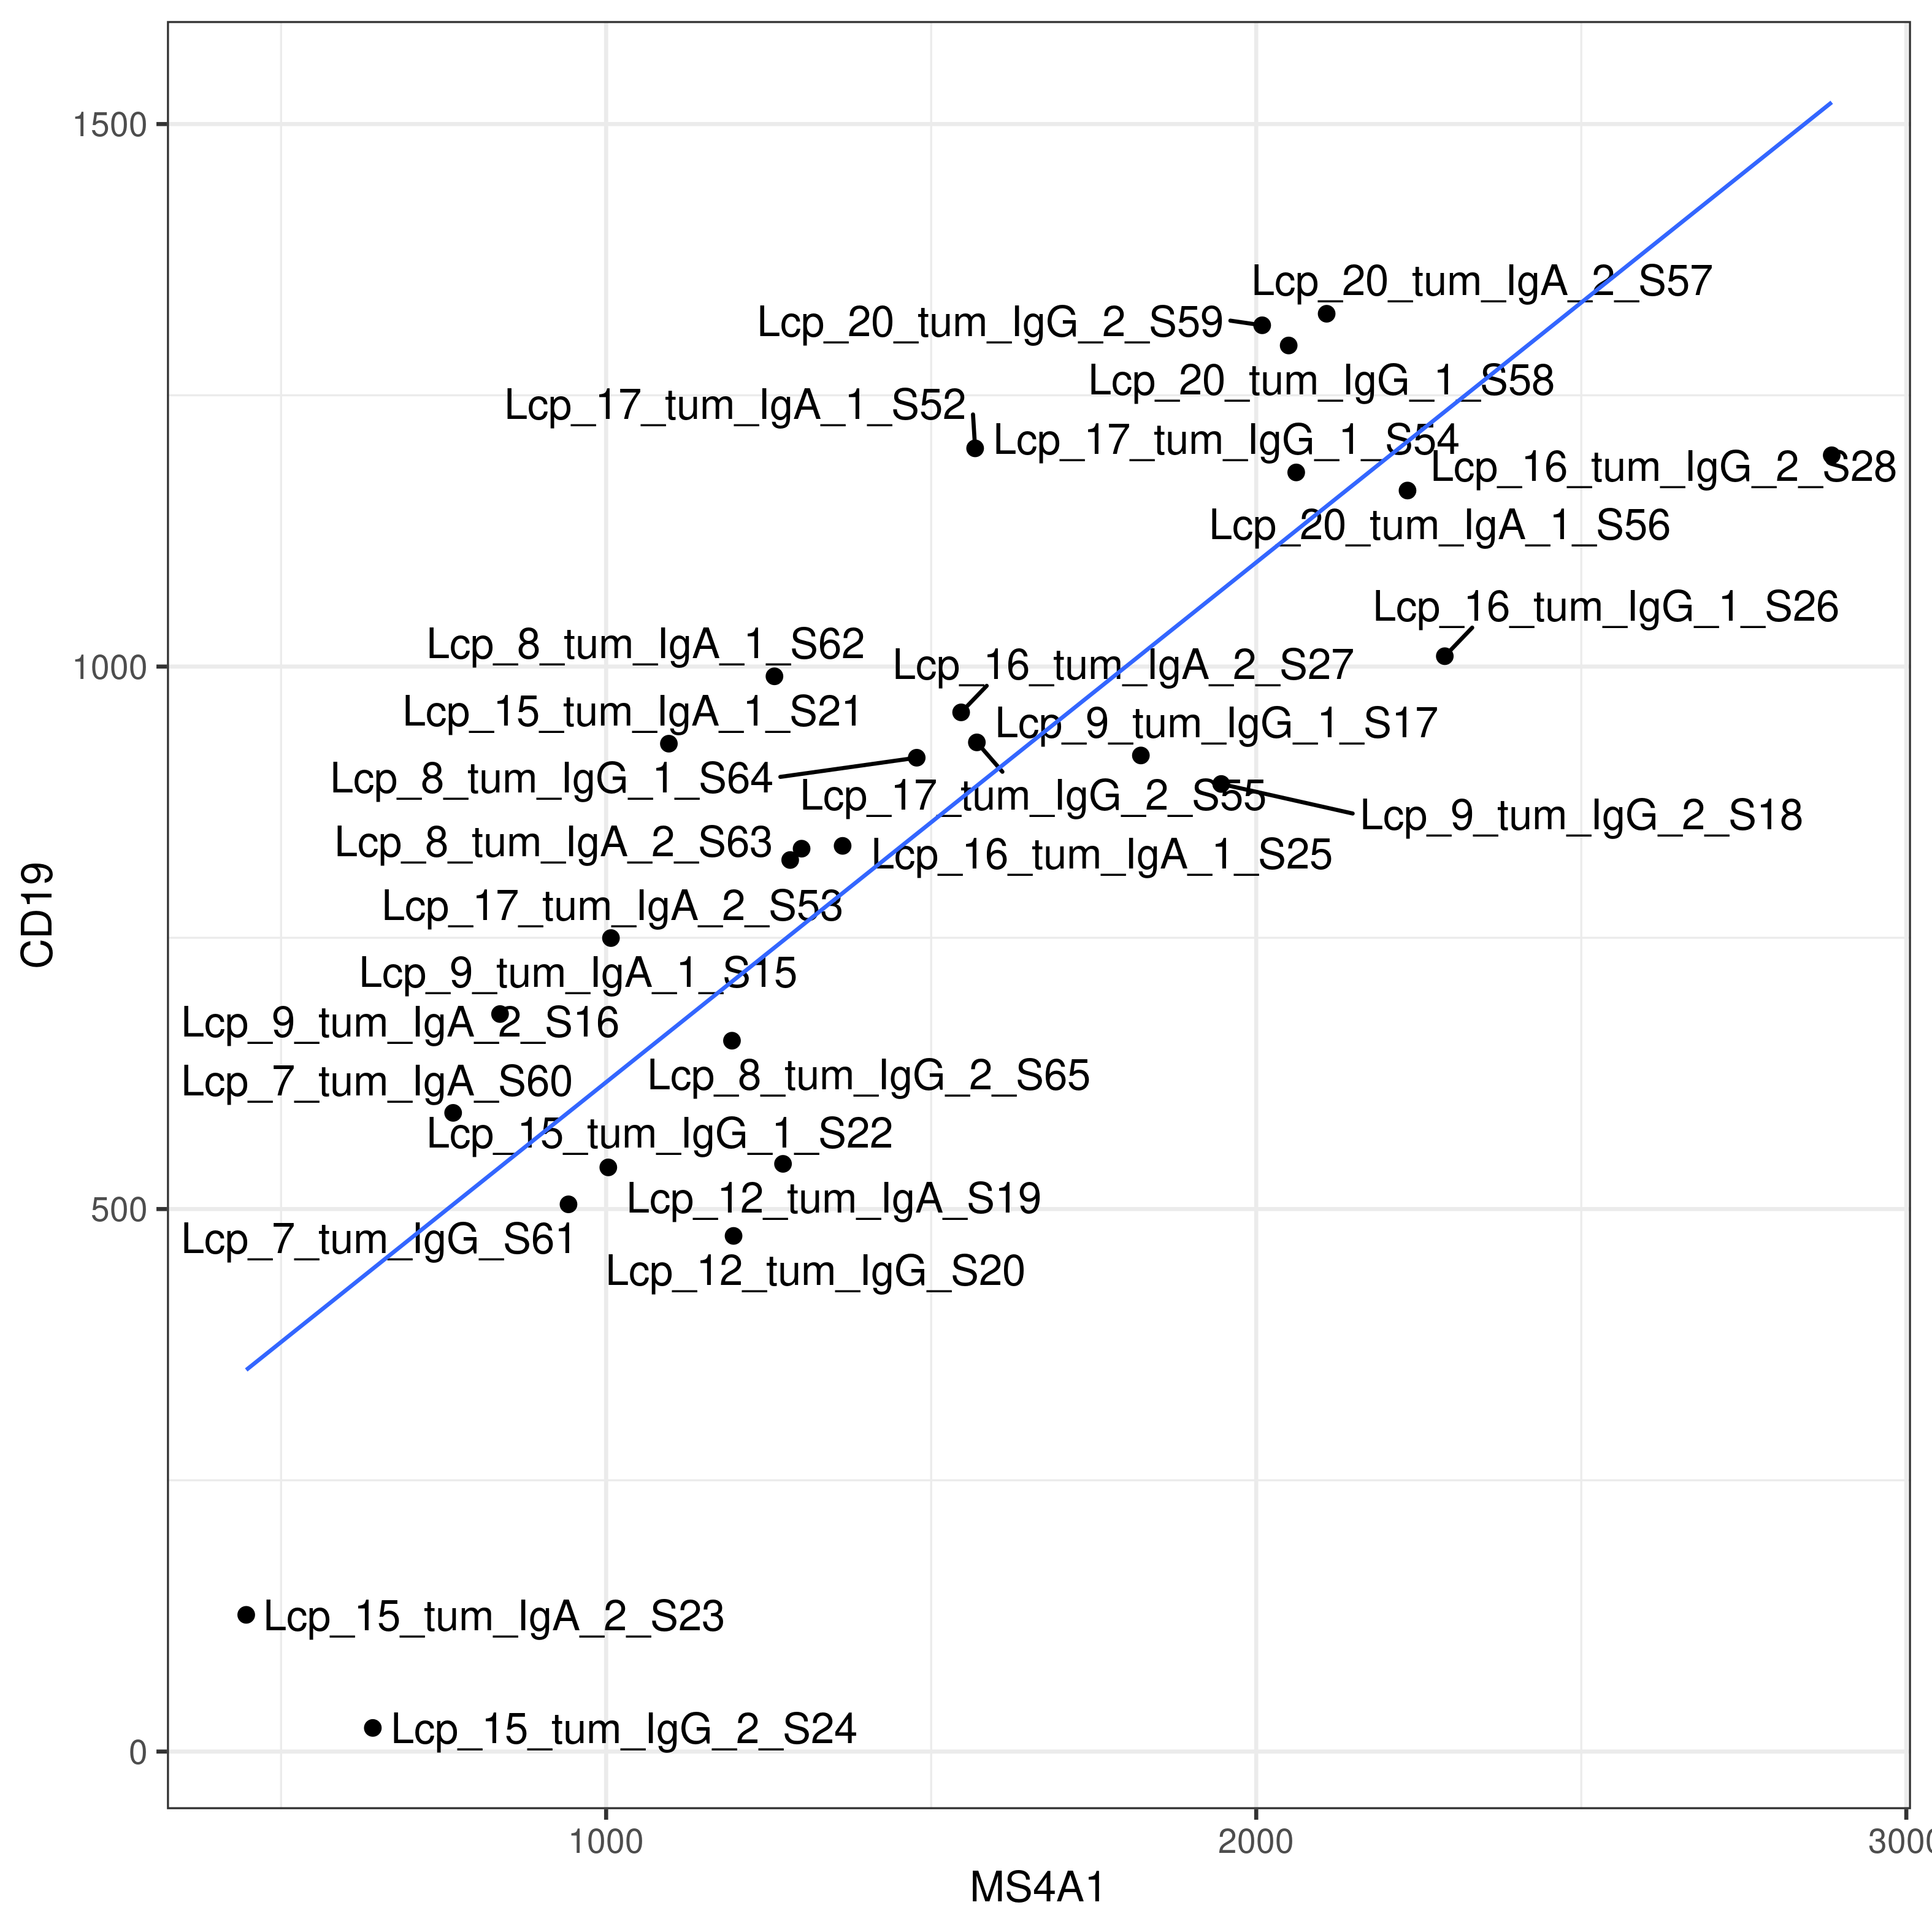 1500
Lcp_20_tum_IgA_2_S57
Lcp_20_tum_IgG_2_S59
Lcp_20_tum_IgG_1_S58
Lcp_17_tum_IgA_1_S52
Lcp_17_tum_IgG_1_S54
Lcp_16_tum_IgG_2_S28
Lcp_20_tum_IgA_1_S56
Lcp_16_tum_IgG_1_S26
Lcp_8_tum_IgA_1_S62
1000
Lcp_16_tum_IgA_2_S27
Lcp_15_tum_IgA_1_S21
Lcp_9_tum_IgG_1_S17
Lcp_8_tum_IgG_1_S64
Lcp_17_tum_IgG_2_S55
Lcp_9_tum_IgG_2_S18
Lcp_8_tum_IgA_2_S63
Lcp_16_tum_IgA_1_S25
CD19
Lcp_17_tum_IgA_2_S53
Lcp_9_tum_IgA_1_S15
Lcp_9_tum_IgA_2_S16
Lcp_8_tum_IgG_2_S65
Lcp_7_tum_IgA_S60
Lcp_15_tum_IgG_1_S22
500
Lcp_12_tum_IgA_S19
Lcp_7_tum_IgG_S61
Lcp_12_tum_IgG_S20
Lcp_15_tum_IgA_2_S23
Lcp_15_tum_IgG_2_S24
0
1000 2000 3000
MS4A1